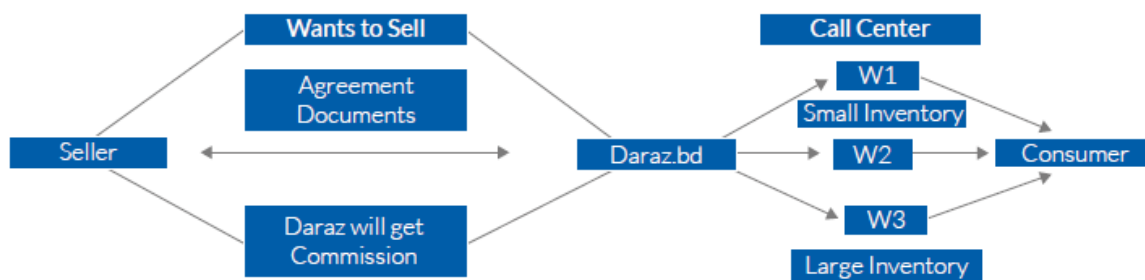 Wants to Sell
Call Center
Agreement
Documents
W1
Small Inventory
Seller
Daraz.bd
W2
Consumer
Daraz will get
Commission
W3
Large Inventory